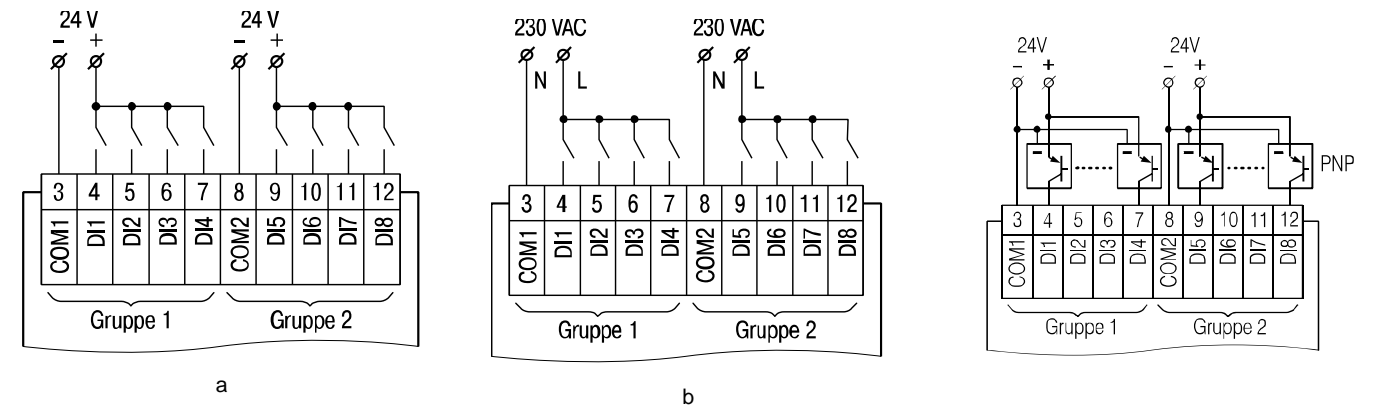 24 V 24 V
– + – +
3 4 5 6 7 8 9 10 11 12
COM1 DI1 DI2 DI3 DI4 COM2 DI5 DI6 DI7 DI8
Gruppe 1 Gruppe 2
a
230 VAC 230 VAC
N L N L
3 4 5 6 7 8 9 10 11 12
COM1 DI1 DI2 DI3 DI4 COM2 DI5 DI6 DI7 DI8
Gruppe 1 Gruppe 2
b
24V 24V
– + – +
– – – – PNP
3 4 5 6 7 8 9 10 11 12
COM1 DI1 DI2 DI3 DI4 COM2 DI5 DI6 DI7 DI8
Gruppe 1 Gruppe 2